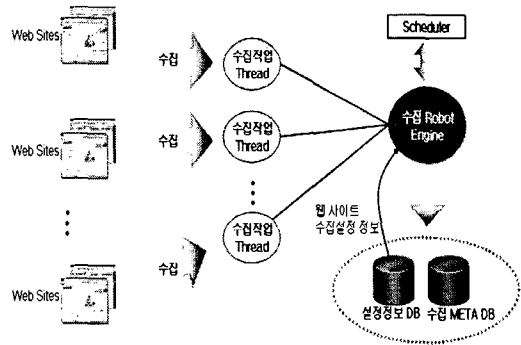 Web Sites
수집
수집작업
Thread
Scheduler
수집 Robot
Engine
Web Sites
수집
수집작업
Thread
웹 사이트
수집설정 정보
Web Sites
수집
수집작업
Thread
설정정보 DB
수집 META DB